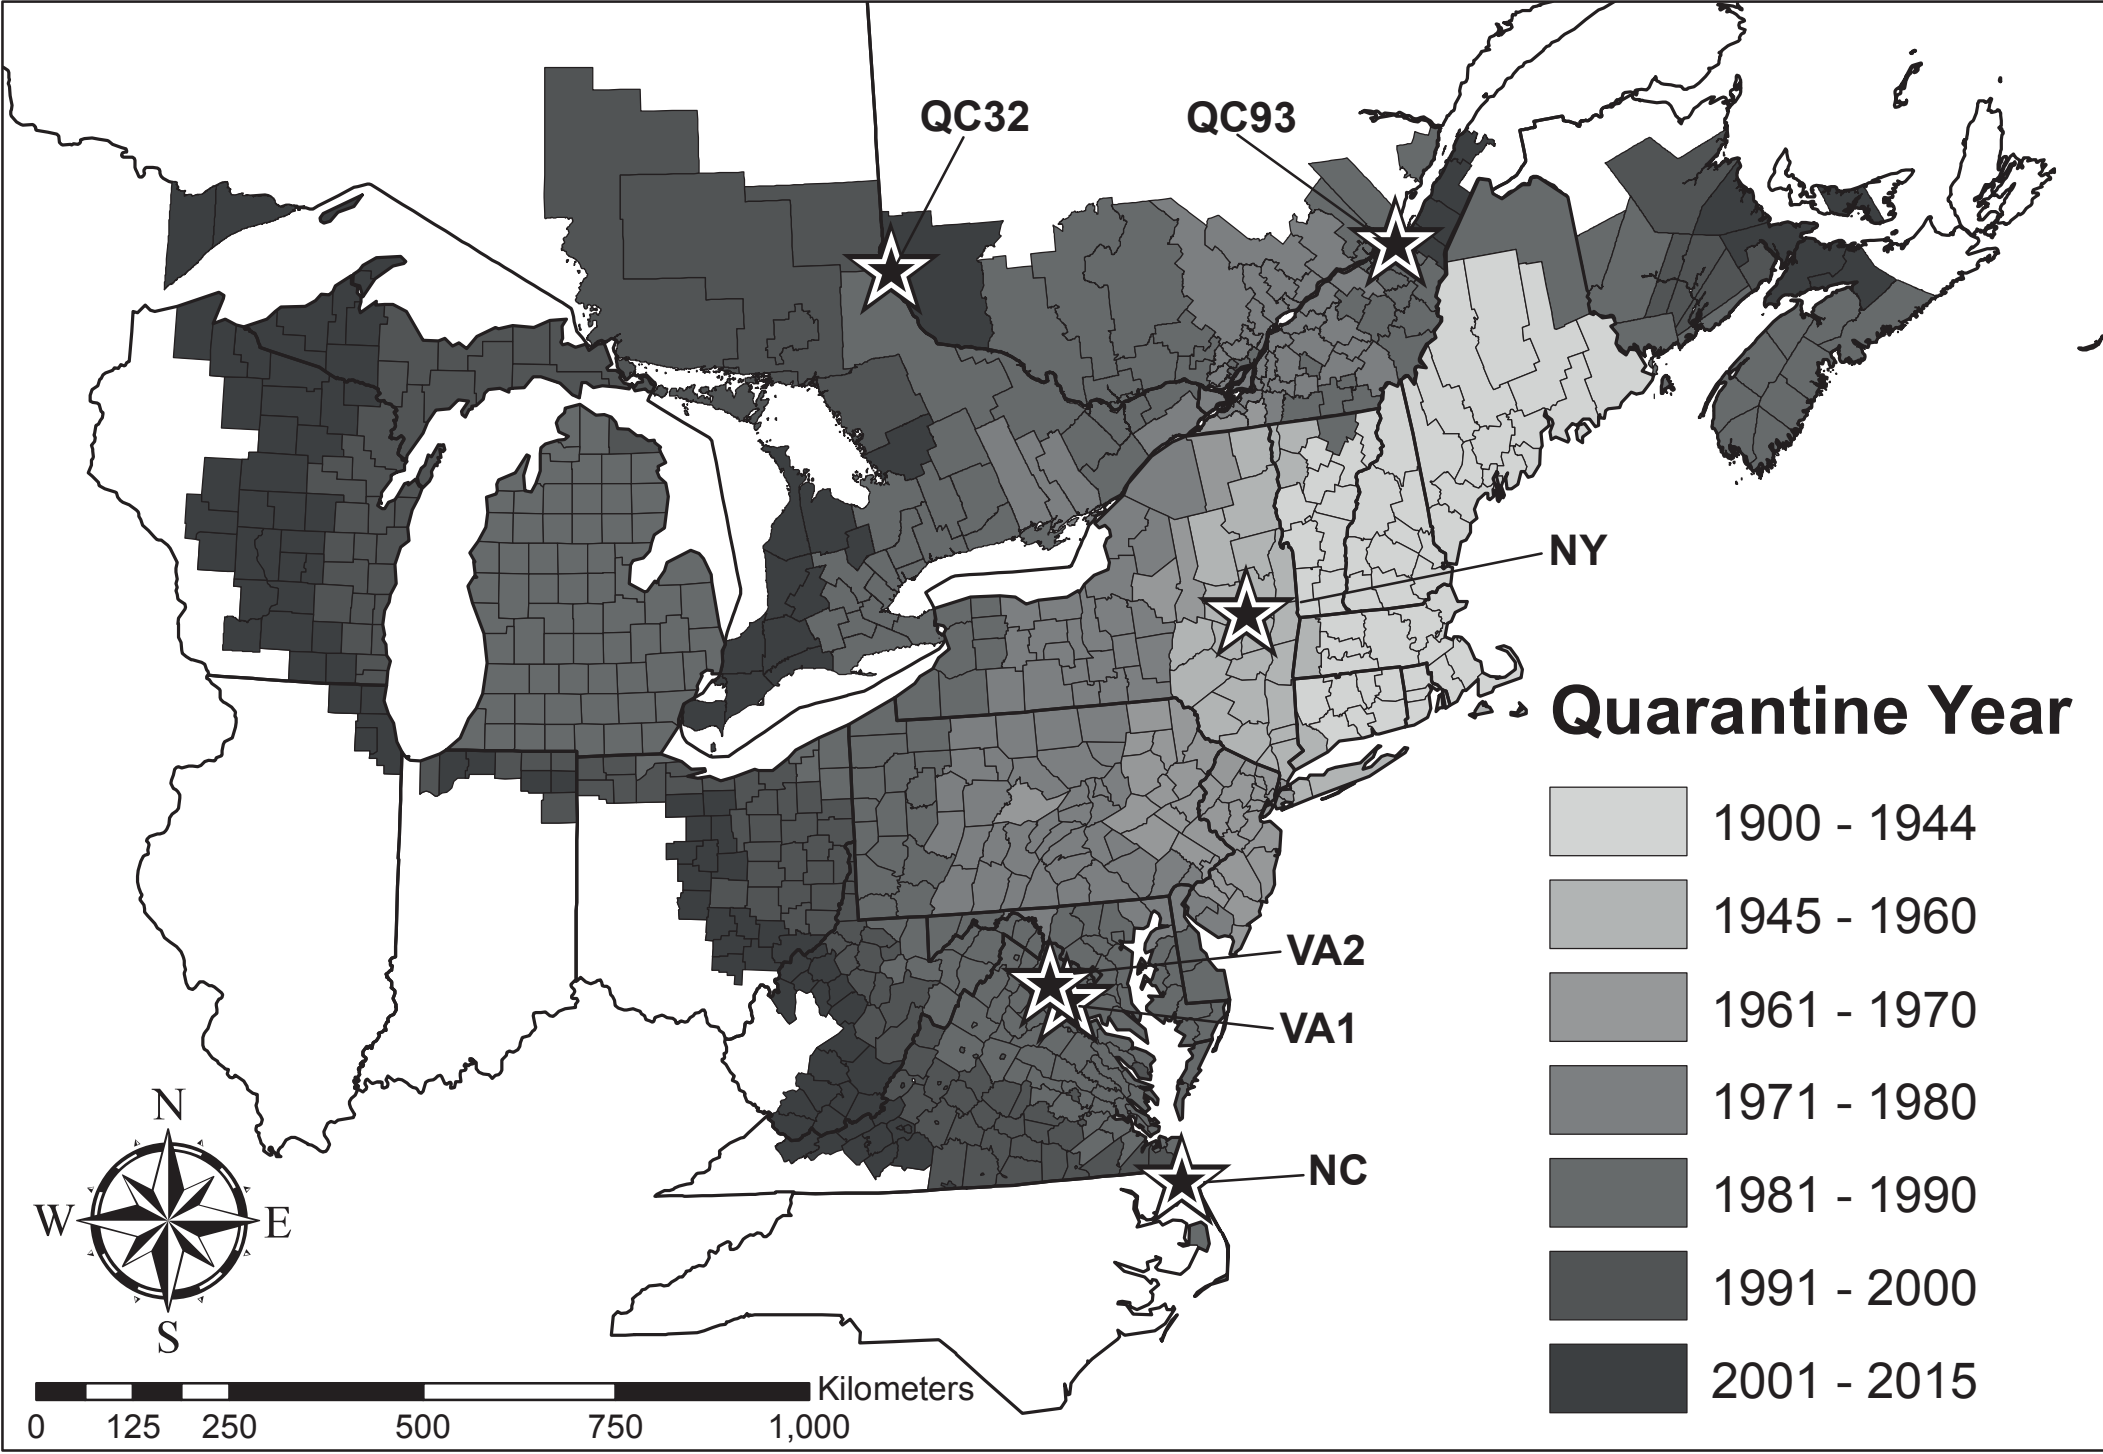 QC32
QC93
NY
Quarantine Year
1900 - 1944
1945 - 1960
1961 - 1970
1971 - 1980
1981 - 1990
1991 - 2000
2001 - 2015
VA2
VA1
NC
N
W E
S
Kilometers
0 125 250 500 750 1,000